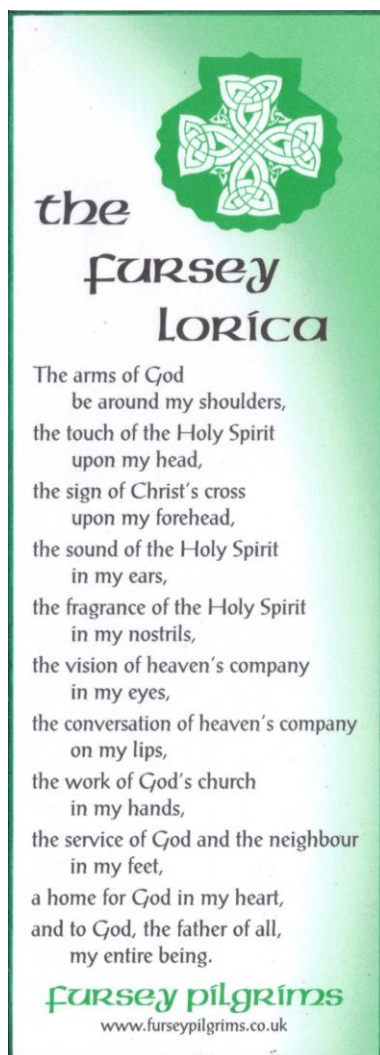 the
fursey
lorica
The arms of God
be around my shoulders,
the touch of the Holy Spirit
upon my head,
the sign of Christ's cross
upon my forehead,
the sound of the Holy Spirit
in my ears,
the fragrance of the Holy Spirit
in my nostrils,
the vision of heaven's company
in my eyes,
the conversation of heaven's company
on my lips,
the work of God's church
in my hands,
the service of God and the neighbour
in my feet,
a home for God in my heart,
and to God, the father of all,
my entire being.
fursey pilgrims
www.furseypilgrims.co.uk